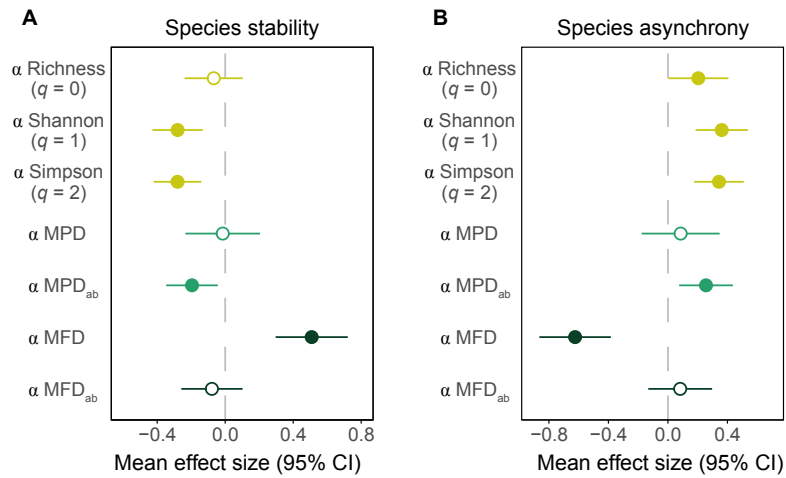 A
Species stability
α Richness
(q = 0)
α Shannon
(q = 1)
α Simpson
(q = 2)
α MPD
α MPDab
α MFD
α MFDab
−0.4 0.0 0.4 0.8
Mean effect size (95% CI)
B
Species asynchrony
α Richness
(q = 0)
α Shannon
(q = 1)
α Simpson
(q = 2)
α MPD
α MPDab
α MFD
α MFDab
−0.8 −0.4 0.0 0.4
Mean effect size (95% CI)